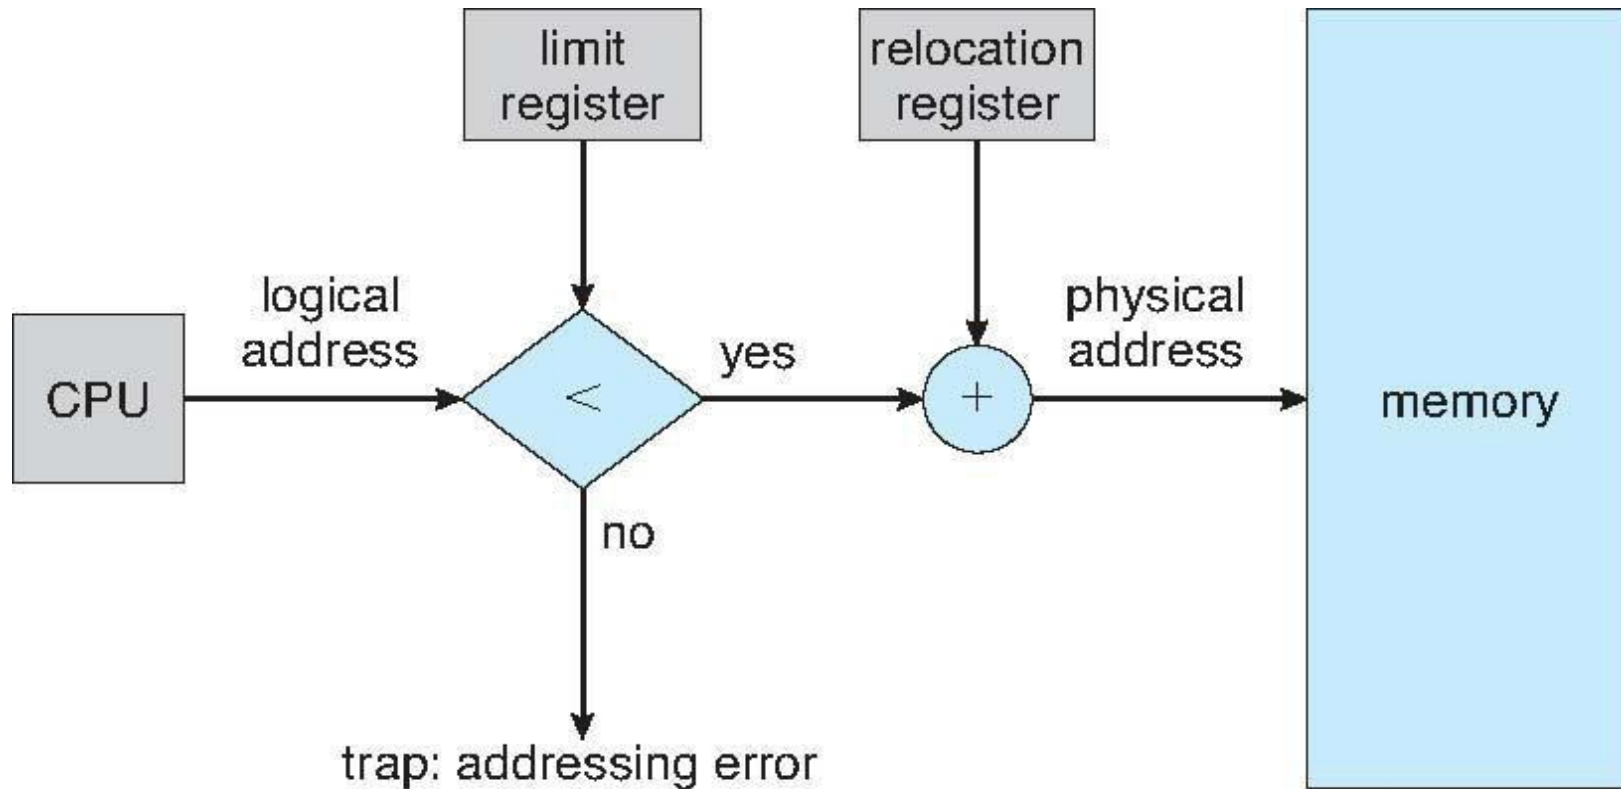 limit
register
relocation
register
logical
address
physical
address
CPU
<
yes
+
memory
no
trap: addressing error